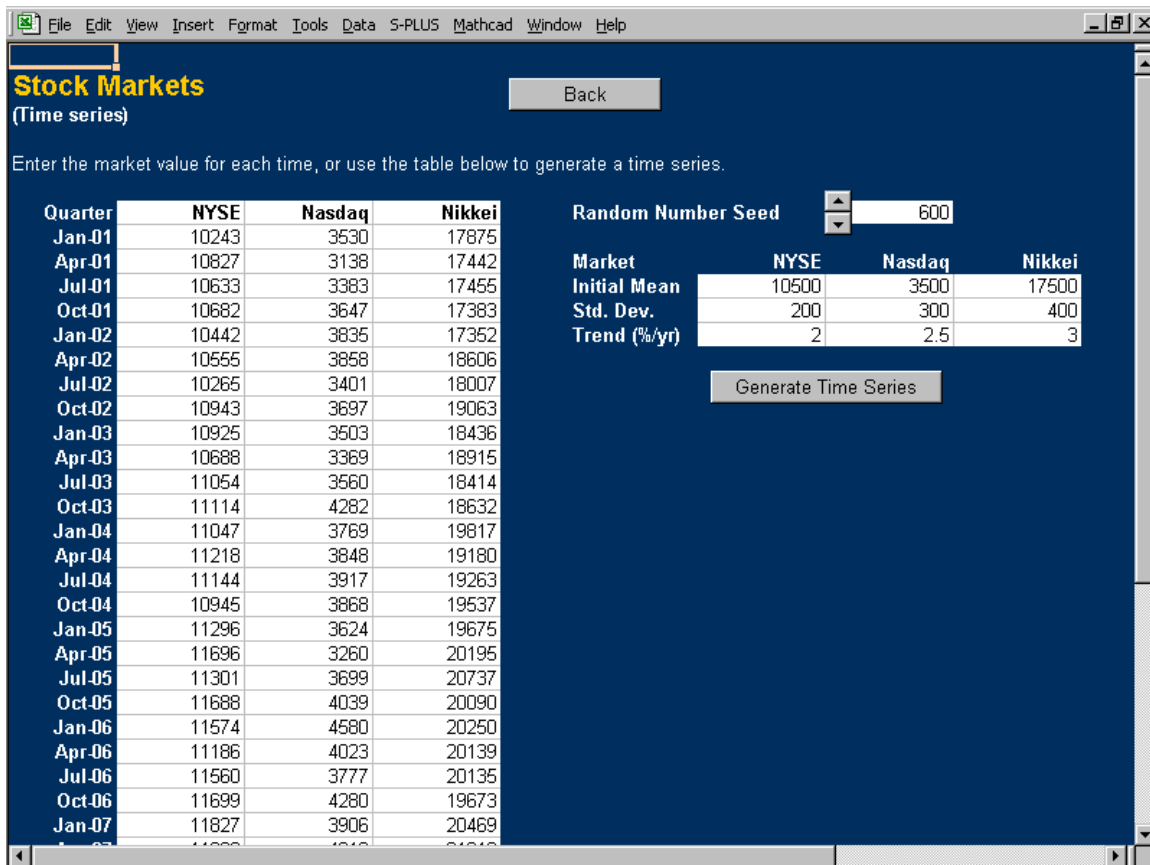 File Edit View Insert Format Tools Data S-PLUS Mathcad Window Help
Stock Markets
Back
(Time series)
Enter the market value for each time, or use the table below to generate a time series.
Quarter NYSE Nasdaq Nikkei
Jan-01 10243 3530 17875
Apr-01 10827 3138 17442
Jul-01 10633 3383 17455
Oct-01 10682 3647 17383
Jan-02 10442 3835 17352
Apr-02 10555 3858 18606
Jul-02 10265 3401 18007
Oct-02 10943 3697 19063
Jan-03 10925 3503 18436
Apr-03 10688 3369 18915
Jul-03 11054 3560 18414
Oct-03 11114 4282 18632
Jan-04 11047 3769 19817
Apr-04 11218 3848 19180
Jul-04 11144 3917 19263
Oct-04 10945 3868 19537
Jan-05 11296 3624 19675
Apr-05 11696 3260 20195
Jul-05 11301 3699 20737
Oct-05 11688 4039 20090
Jan-06 11574 4580 20250
Apr-06 11186 4023 20139
Jul-06 11560 3777 20135
Oct-06 11699 4280 19673
Jan-07 11827 3906 20469
Random Number Seed 600
Market NYSE Nasdaq Nikkei
Initial Mean 10500 3500 17500
Std. Dev. 200 300 400
Trend (%/yr) 2 2.5 3
Generate Time Series